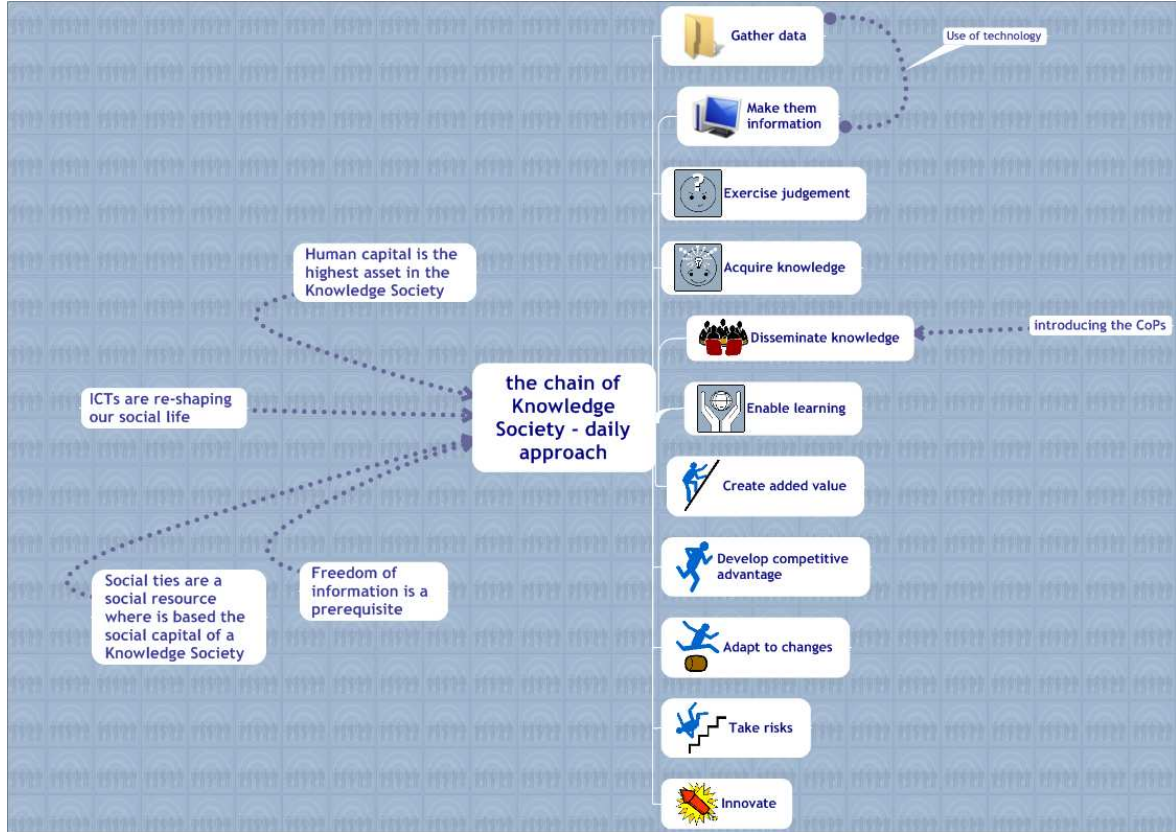 Gather data
Use of technology
Make them
information
Exercise judgement
Human capital is the
highest asset in the
Knowledge Society
Acquire knowledge
Disseminate knowledge
introducing the CoPs
the chain of
Knowledge
Society - daily
approach
ICTs are re-shaping
our social life
Enable learning
Create added value
Develop competitive
advantage
Social ties are a
social resource
where is based the
social capital of a
Knowledge Society
Freedom of
information is a
prerequisite
Adapt to changes
Take risks
Innovate